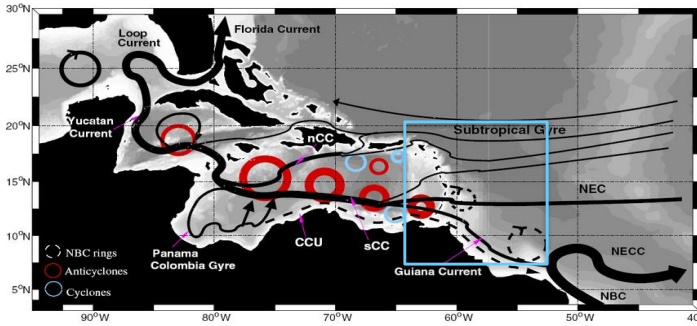 30°N
Loop
Current
Florida Current
25°N
Yucatan
Current
20°N
Subtropical Gyre
nCC
15°N
NEC
10°N
Panama
Colombia Gyre
CCU
sCC
Guiana Current
NECC
NBC
5°N
NBC rings
Anticyclones
Cyclones
90°W
80°W
70°W
60°W
50°W
40